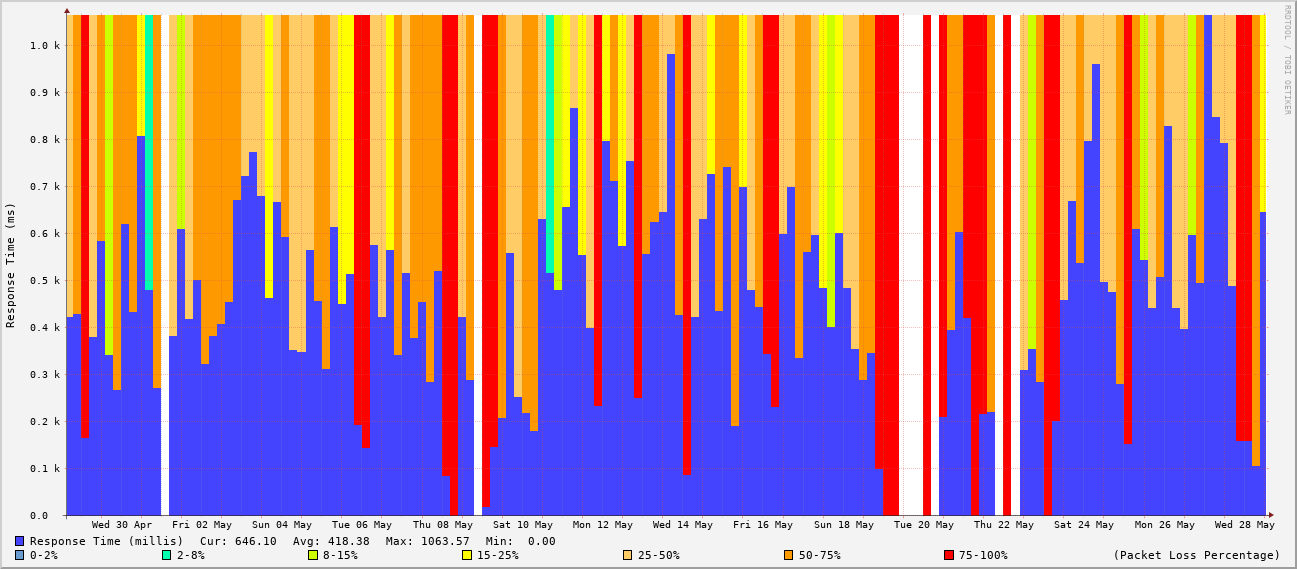 RRDTOOL / TOBI OETIKER
Response Time (ms)
1.0 k
0.9 k
0.8 k
0.7 k
0.6 k
0.5 k
0.4 k
0.3 k
0.2 k
0.1 k
0.0
Wed 30 Apr Fri 02 May Sun 04 May Tue 06 May Thu 08 May Sat 10 May Mon 12 May Wed 14 May Fri 16 May Sun 18 May Tue 20 May Thu 22 May Sat 24 May Mon 26 May Wed 28 May
Response Time (millis) Cur: 646.10 Avg: 418.38 Max: 1063.57 Min: 0.00
0-2% 2-8% 8-15% 15-25% 25-50% 50-75% 75-100% (Packet Loss Percentage)